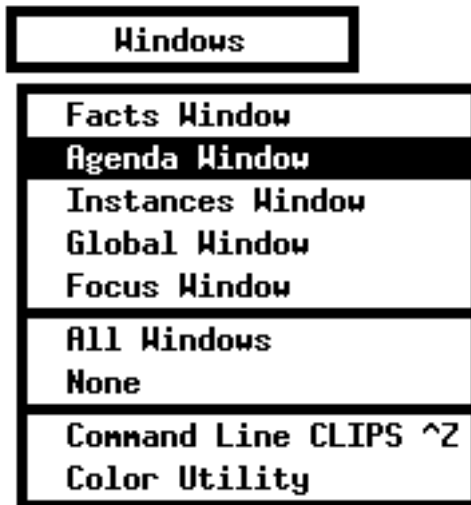 Windows
Facts Window
Agenda Window
Instances Window
Global Window
Focus Window
All Windows
None
Command Line CLIPS ^Z
Color Utility